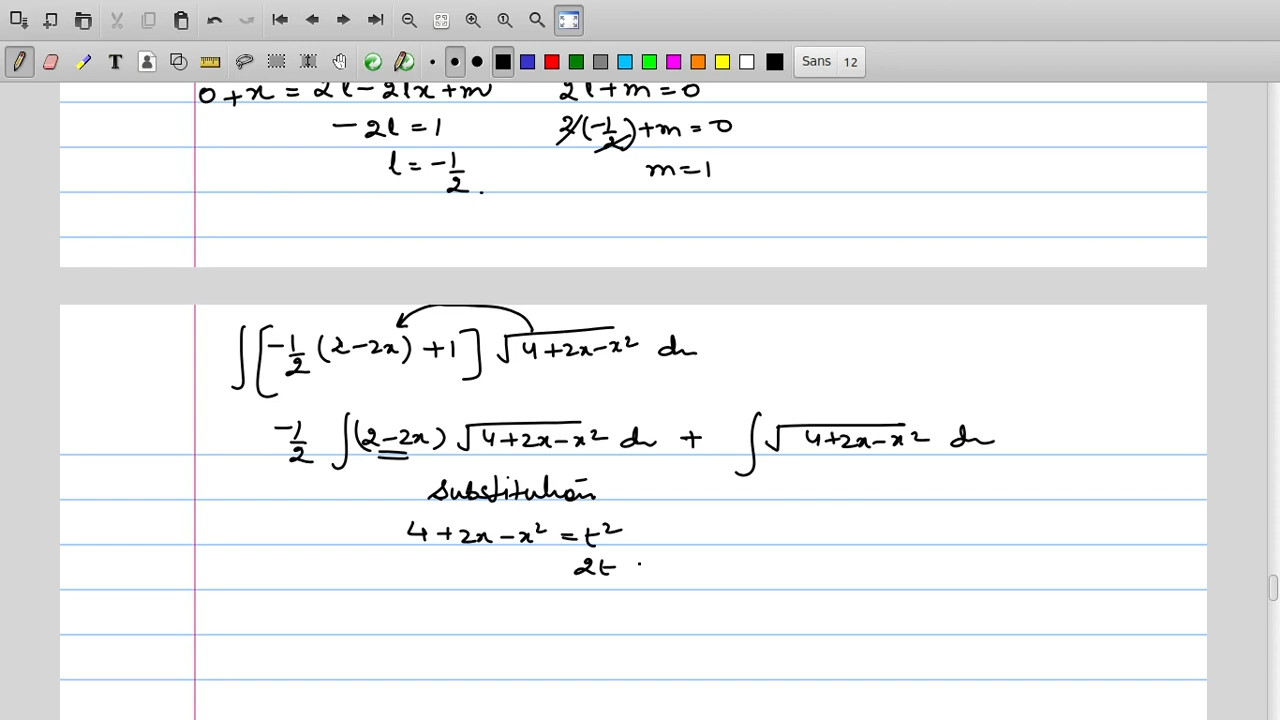 Sans 12
0 + x = 2l - 2lx + m    2l + m = 0
- 2l = 1    2(-1/2) + m = 0
l = -1/2.    m = 1
∫[-1/2 (2-2x) + 1] √4+2x-x² dx
-1/2 ∫(2-2x) √4+2x-x² dx + ∫√4+2x-x² dx
substitution
4 + 2x - x² = t²
2t